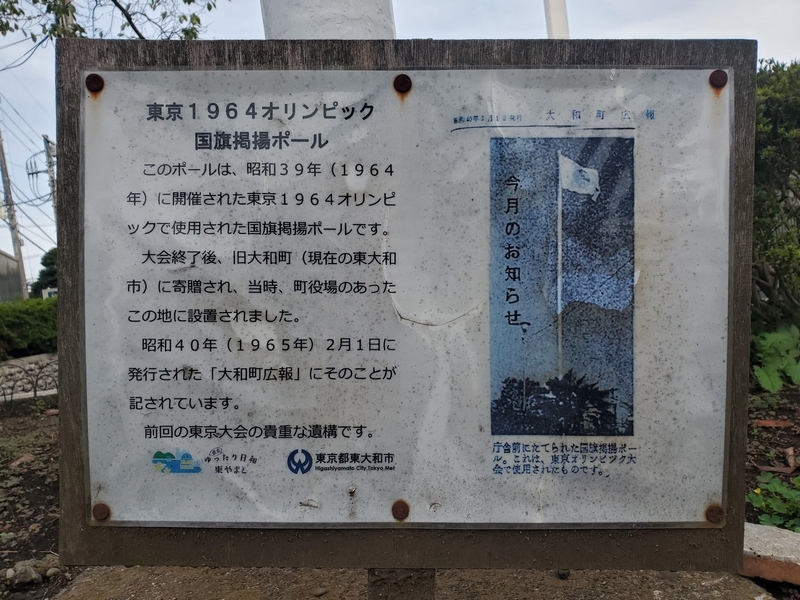 東京１９６４オリンピック
国旗掲揚ポール
このポールは、昭和３９年（１９６４
年）に開催された東京１９６４オリンピ
ックで使用された国旗掲揚ポールです。
大会終了後、旧大和町（現在の東大和
市）に寄贈され、当時、町役場のあった
この地に設置されました。
昭和４０年（１９６５年）２月１日に
発行された「大和町広報」にそのことが
記されています。
前回の東京大会の貴重な遺構です。
ゆったり日和
東やまと
東京都東大和市
Higashiyamato City,Tokyo Met
大和町広報
今月のお知らせ
庁舎前にたてられた国旗掲揚ポー
ル。これは、東京オリンピック大
会で使用されたものです。